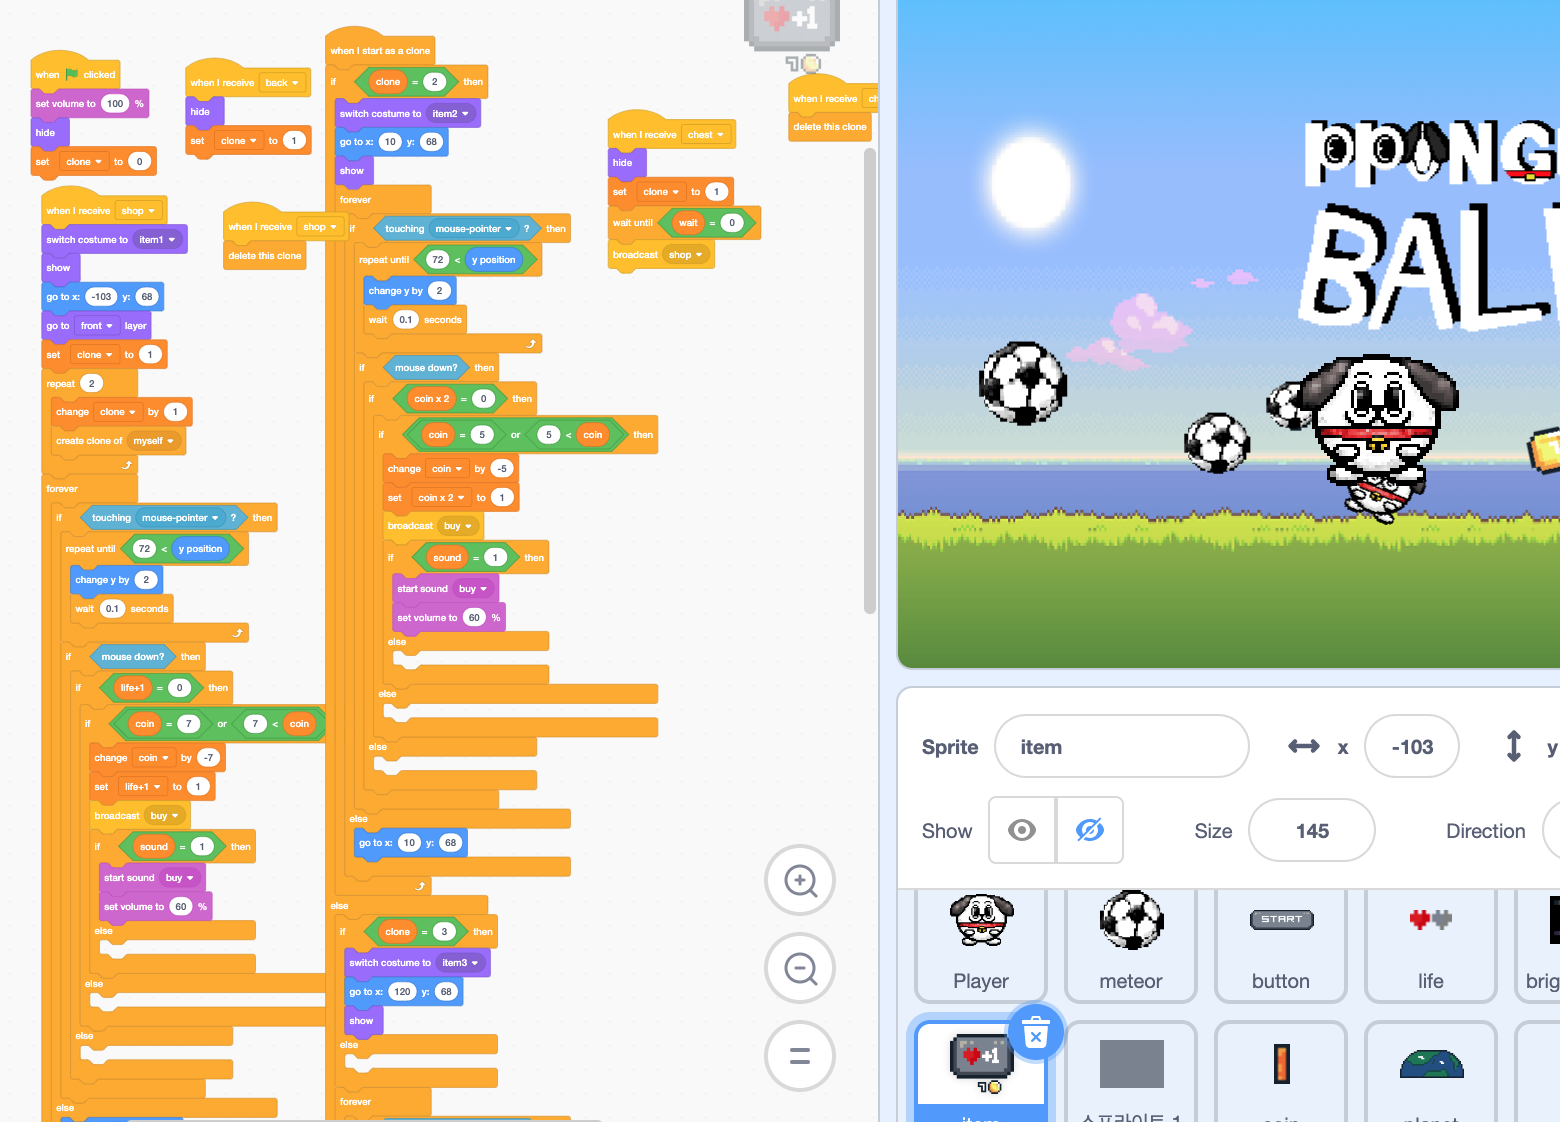 when clicked
set volume to 100 %
hide
set clone to 0
when I receive back
hide
set clone to 1
when I receive shop
switch costume to item1
show
go to x: -103 y: 68
go to front layer
set clone to 1
repeat 2
change clone by 1
create clone of myself
forever
if touching mouse-pointer ? then
repeat until 72 < y position
change y by 2
wait 0.1 seconds
if mouse down? then
if life+1 = 0 then
if coin = 7 or 7 < coin
change coin by -7
set life+1 to 1
broadcast buy
if sound = 1 then
start sound buy
set volume to 60 %
else
else
else
else
when I receive shop
delete this clone
when I start as a clone
if clone = 2 then
switch costume to item2
go to x: 10 y: 68
show
forever
if touching mouse-pointer ? then
repeat until 72 < y position
change y by 2
wait 0.1 seconds
if mouse down? then
if coin x 2 = 0 then
if coin = 5 or 5 < coin then
change coin by -5
set coin x 2 to 1
broadcast buy
if sound = 1 then
start sound buy
set volume to 60 %
else
else
else
else
go to x: 10 y: 68
else
if clone = 3 then
switch costume to item3
go to x: 120 y: 68
show
else
forever
when I receive chest
hide
set clone to 1
wait until wait = 0
broadcast shop
+1
7
when I receive
delete this clone
PPONG
BAL
Sprite item x -103 y
Show Size 145 Direction
START
Player meteor button life
+1
7